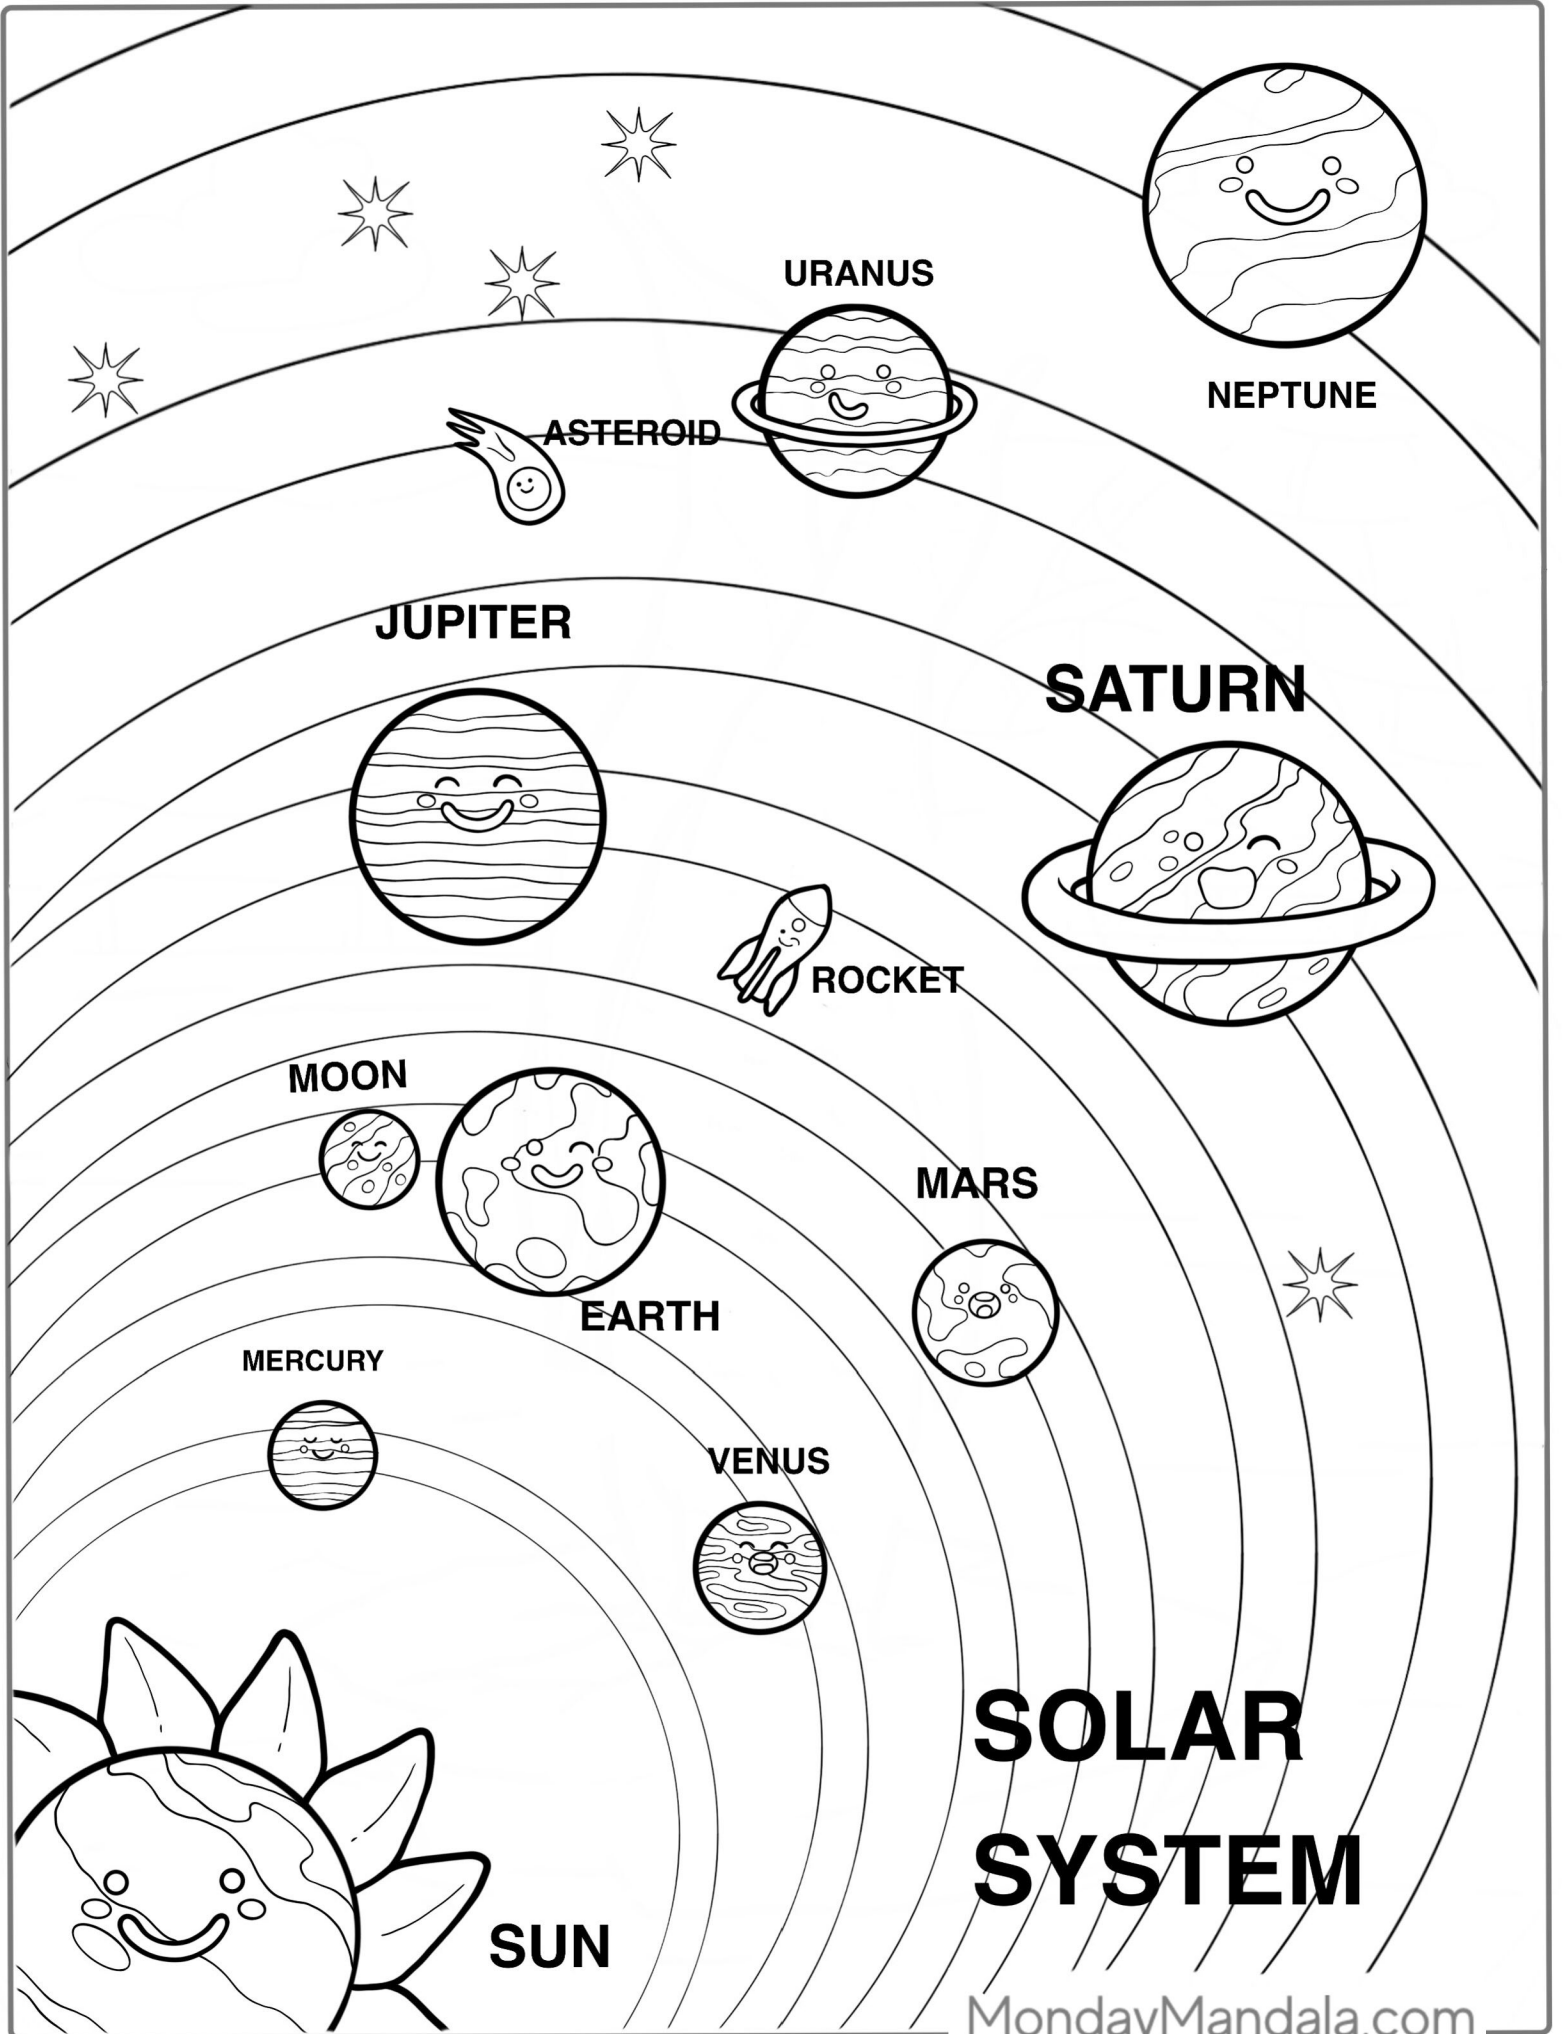 URANUS
NEPTUNE
ASTEROID
JUPITER
SATURN
ROCKET
MOON
MARS
EARTH
MERCURY
VENUS
SOLAR
SYSTEM
SUN
MondayMandala.com